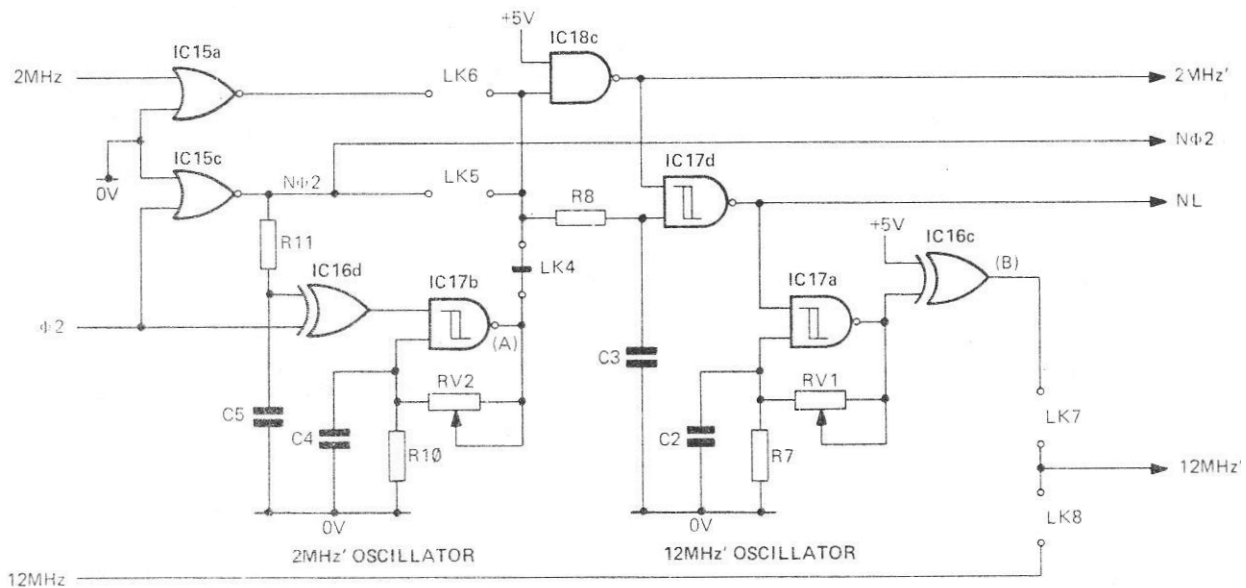 +5V
IC18c
IC15a
2MHz
LK6
2MHz'
IC15c
NΦ2
IC17d
0V
NΦ2
LK5
R8
NL
R11
+5V
IC16c
IC16d
LK4
(B)
IC17b
IC17a
Φ2
(A)
C3
RV2
RV1
C5
LK7
C4
C2
R10
R7
12MHz'
LK8
0V
0V
2MHz' OSCILLATOR
12MHz' OSCILLATOR
12MHz